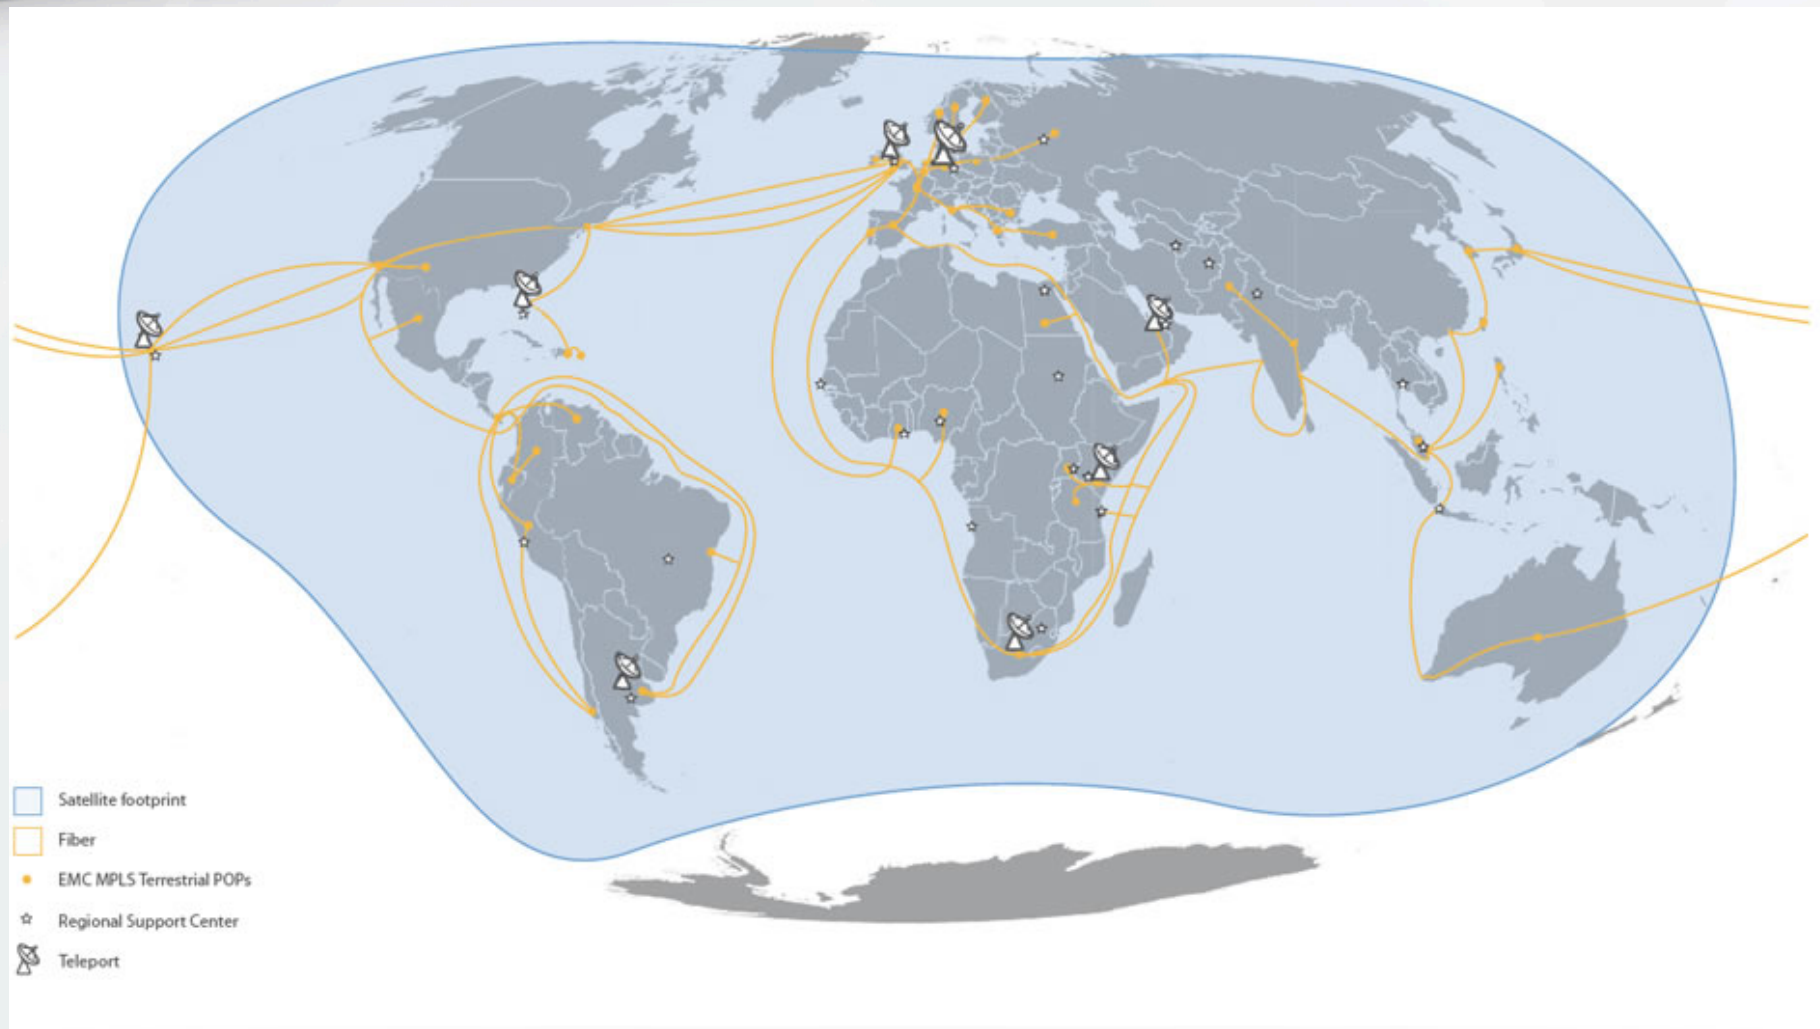 Satellite footprint
Fiber
EMC MPLS Terrestrial POPs
Regional Support Center
Teleport